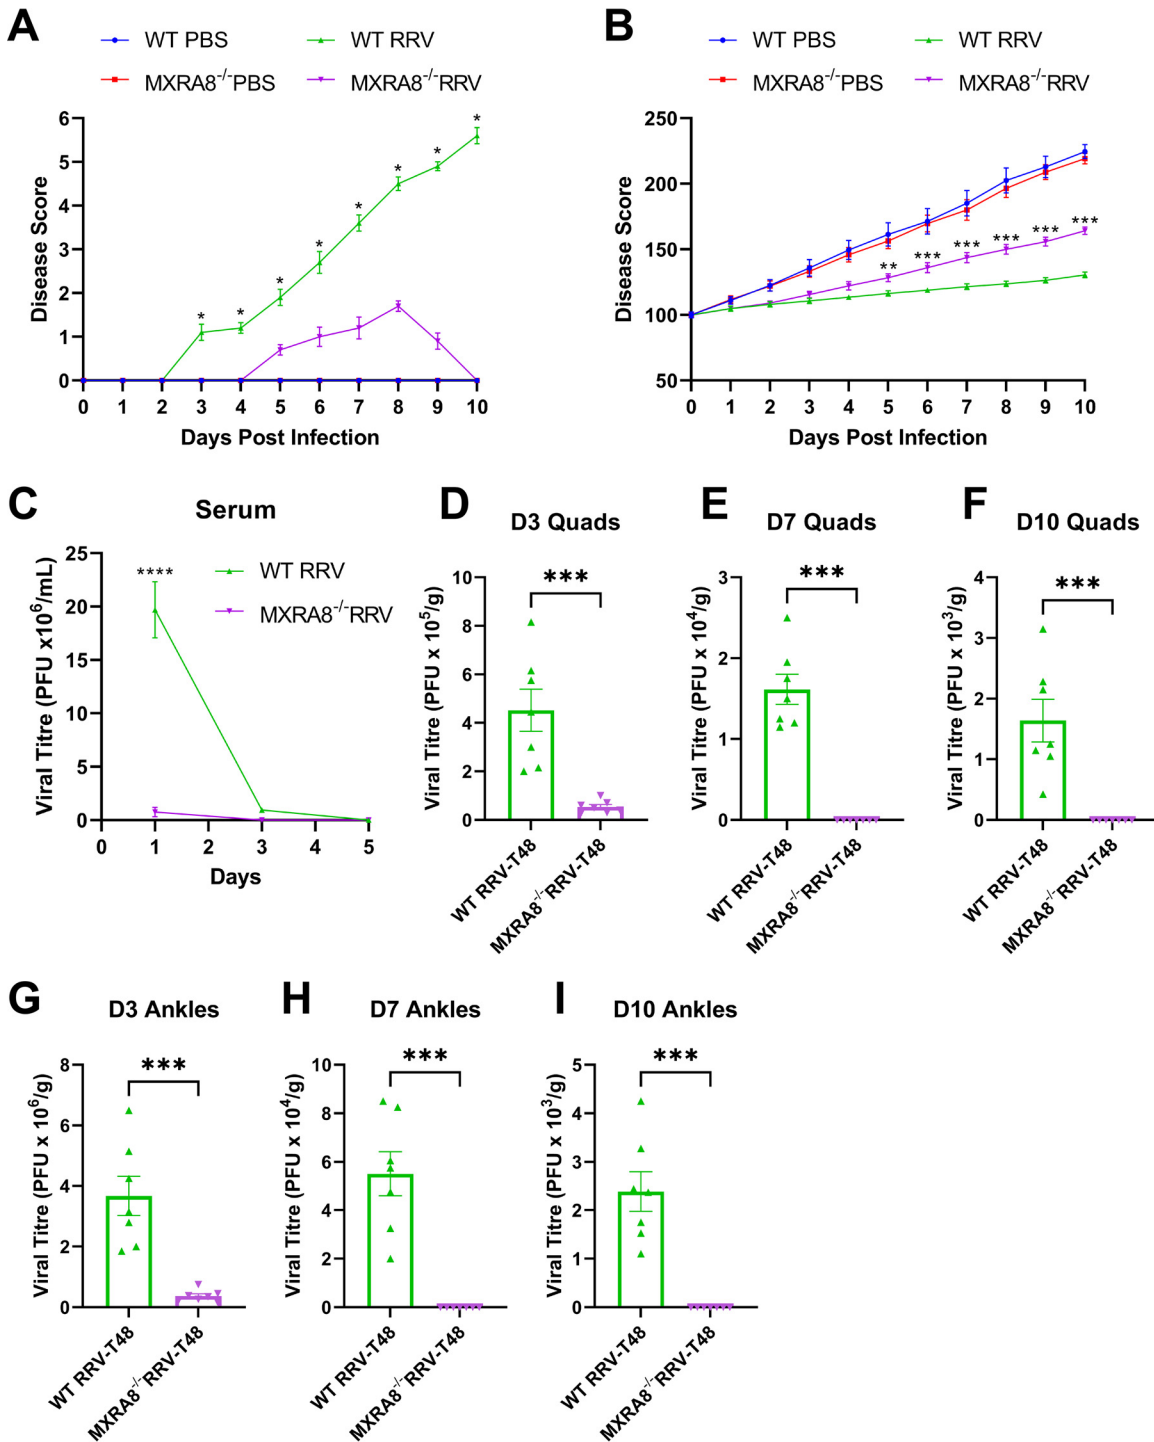 A
WT PBS
WT RRV
MXRA8-/-PBS
MXRA8-/-RRV
*
*
*
*
*
*
*
*
6
5
4
3
2
1
0
Disease Score
0 1 2 3 4 5 6 7 8 9 10
Days Post Infection
B
WT PBS
WT RRV
MXRA8-/-PBS
MXRA8-/-RRV
250
200
150
100
50
** *** *** *** *** ***
Disease Score
0 1 2 3 4 5 6 7 8 9 10
Days Post Infection
C
Serum
25
20
15
10
5
0
****
WT RRV
MXRA8-/-RRV
Viral Titre (PFU x10^6/mL)
0 1 2 3 4 5
Days
D
D3 Quads
***
10
8
6
4
2
0
Viral Titre (PFU x 10^5/g)
WT RRV-T48
MXRA8-/-RRV-T48
E
D7 Quads
***
3
2
1
0
Viral Titre (PFU x 10^4/g)
WT RRV-T48
MXRA8-/-RRV-T48
F
D10 Quads
***
4
3
2
1
0
Viral Titre (PFU x 10^3/g)
WT RRV-T48
MXRA8-/-RRV-T48
G
D3 Ankles
***
8
6
4
2
0
Viral Titre (PFU x 10^6/g)
WT RRV-T48
MXRA8-/-RRV-T48
H
D7 Ankles
***
10
8
6
4
2
0
Viral Titre (PFU x 10^4/g)
WT RRV-T48
MXRA8-/-RRV-T48
I
D10 Ankles
***
5
4
3
2
1
0
Viral Titre (PFU x 10^3/g)
WT RRV-T48
MXRA8-/-RRV-T48